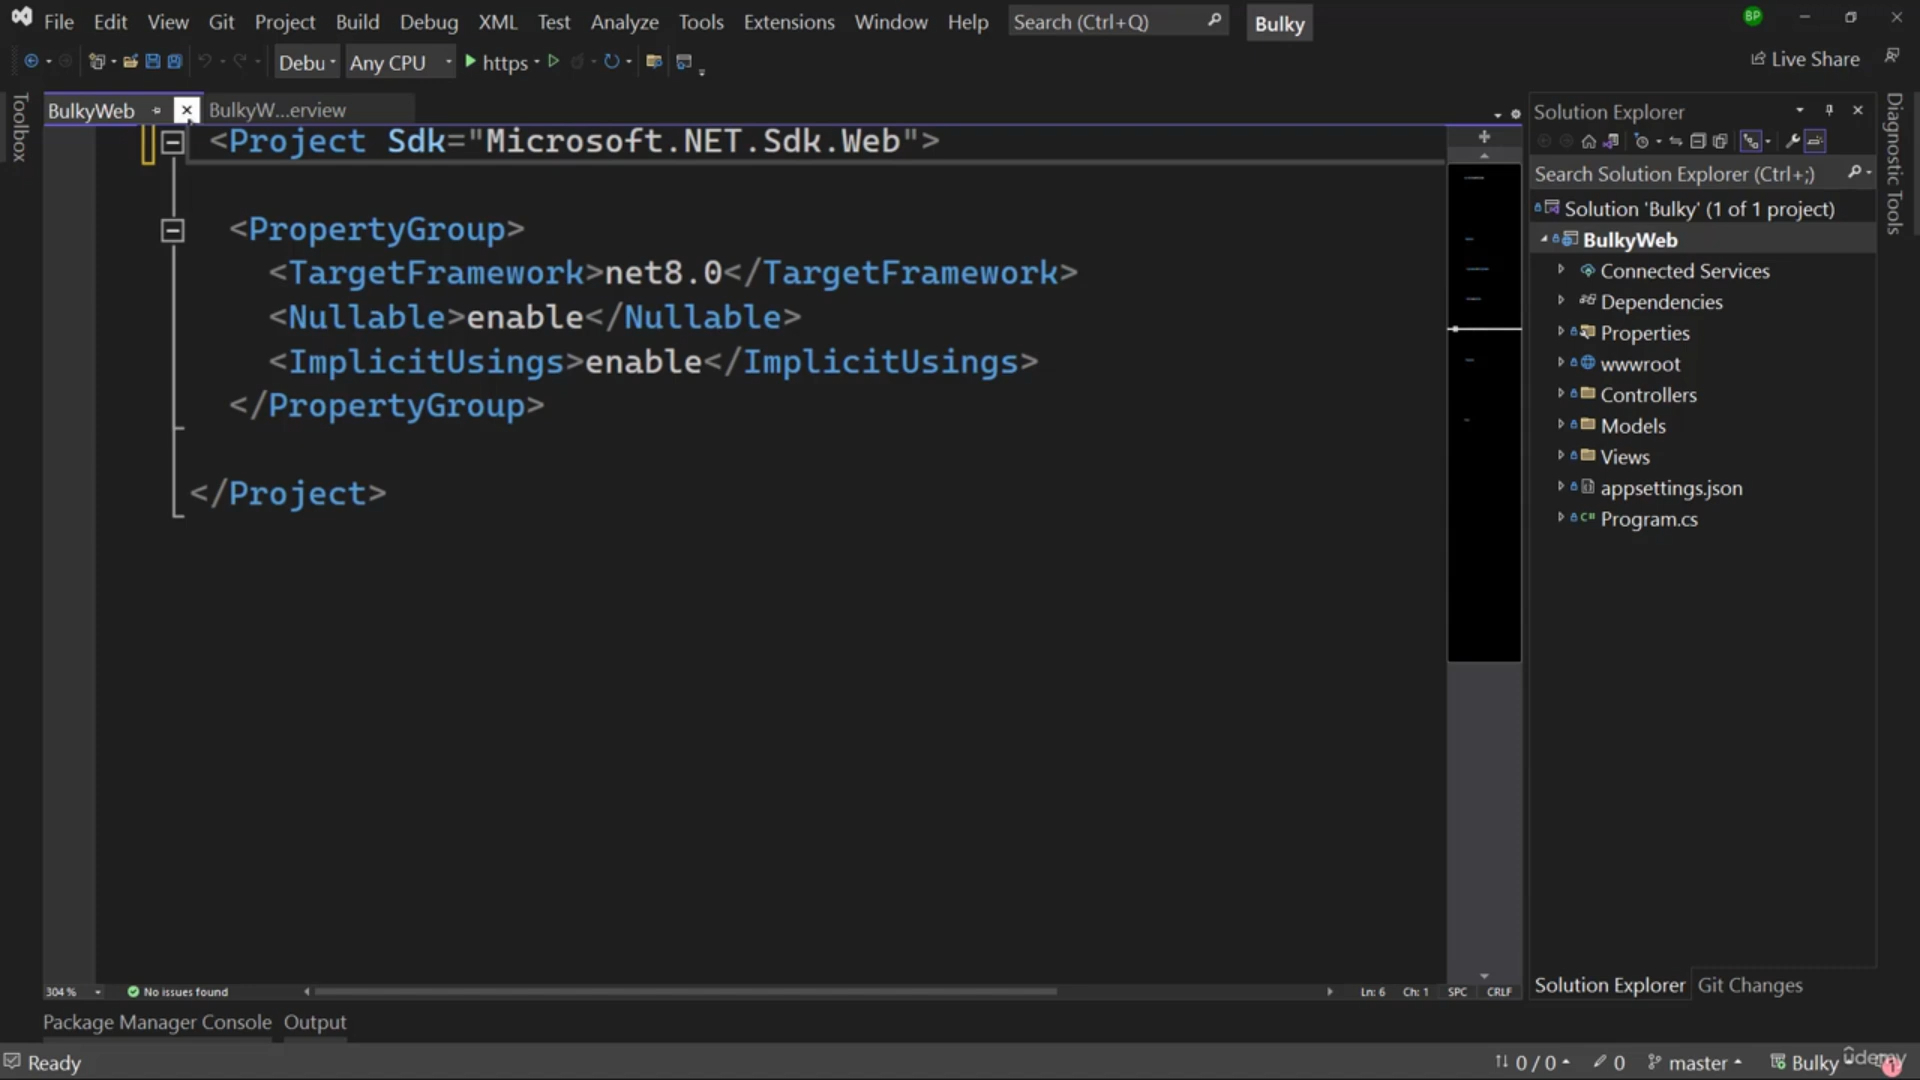 File Edit View Git Project Build Debug XML Test Analyze Tools Extensions Window Help Search (Ctrl+Q) Bulky BP
Debu Any CPU https Live Share
Toolbox
BulkyWeb BulkyW...erview
<Project Sdk="Microsoft.NET.Sdk.Web">
<PropertyGroup>
<TargetFramework>net8.0</TargetFramework>
<Nullable>enable</Nullable>
<ImplicitUsings>enable</ImplicitUsings>
</PropertyGroup>
</Project>
Solution Explorer
Search Solution Explorer (Ctrl+;)
Solution 'Bulky' (1 of 1 project)
BulkyWeb
Connected Services
Dependencies
Properties
wwwroot
Controllers
Models
Views
appsettings.json
C# Program.cs
Diagnostic Tools
304 % No issues found Ln: 6 Ch: 1 SPC CRLF
Solution Explorer Git Changes
Package Manager Console Output
Ready 0 / 0 0 master Bulky 1
ûdemy